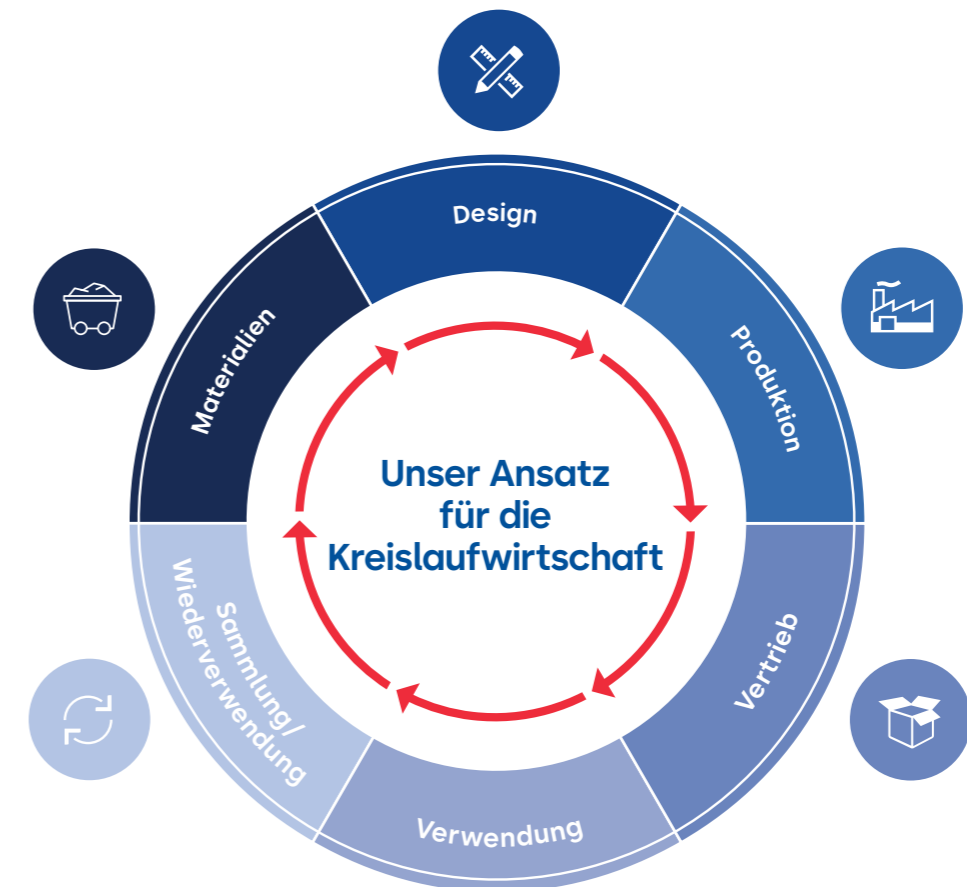 Design
Produktion
Vertrieb
Verwendung
Sammlung/
Wiederverwendung
Materialien
Unser Ansatz
für die
Kreislaufwirtschaft